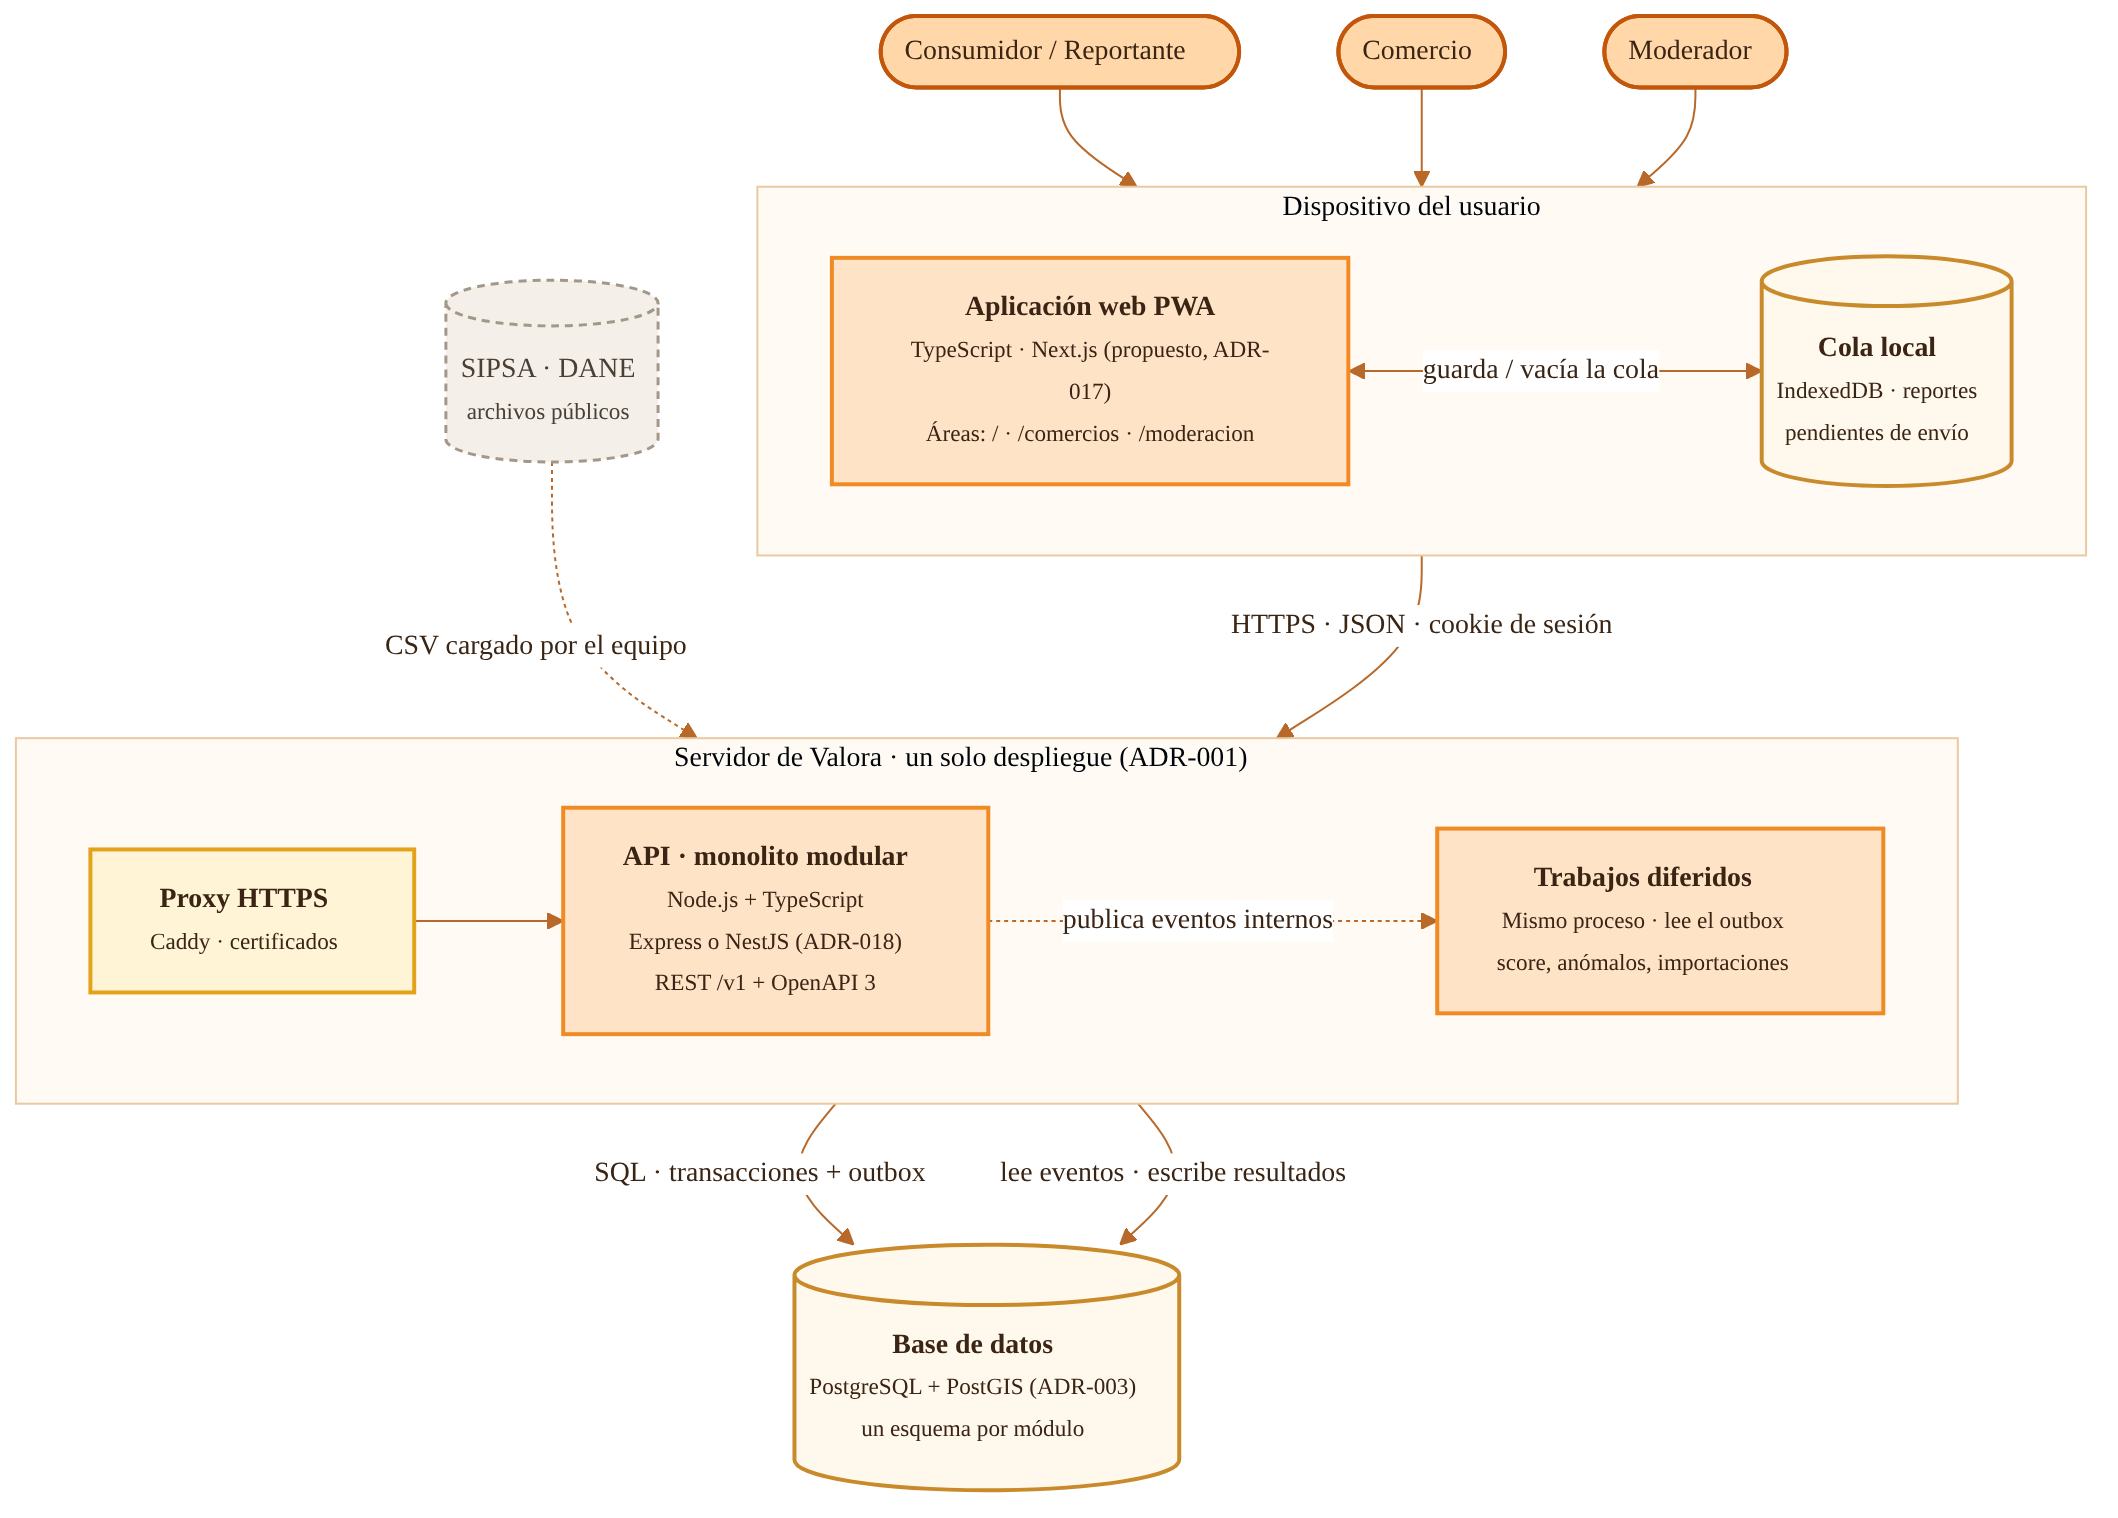 Consumidor / Reportante
Comercio
Moderador
Dispositivo del usuario
Aplicación web PWA
TypeScript · Next.js (propuesto, ADR-
017)
Áreas: / · /comercios · /moderacion
guarda / vacía la cola
Cola local
IndexedDB · reportes
pendientes de envío
SIPSA · DANE
archivos públicos
CSV cargado por el equipo
HTTPS · JSON · cookie de sesión
Servidor de Valora · un solo despliegue (ADR-001)
Proxy HTTPS
Caddy · certificados
API · monolito modular
Node.js + TypeScript
Express o NestJS (ADR-018)
REST /v1 + OpenAPI 3
publica eventos internos
Trabajos diferidos
Mismo proceso · lee el outbox
score, anómalos, importaciones
SQL · transacciones + outbox
lee eventos · escribe resultados
Base de datos
PostgreSQL + PostGIS (ADR-003)
un esquema por módulo